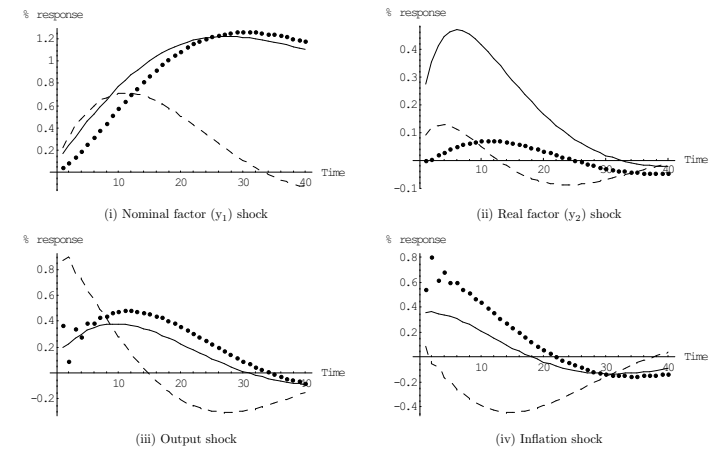 % response
1.2
1
0.8
0.6
0.4
0.2
10 20 30 40
Time
(i) Nominal factor (y1) shock
% response
0.4
0.3
0.2
0.1
-0.1
10 20 30 40
Time
(ii) Real factor (y2) shock
% response
0.8
0.6
0.4
0.2
-0.2
10 20 30 40
Time
(iii) Output shock
% response
0.8
0.6
0.4
0.2
-0.2
-0.4
10 20 30 40
Time
(iv) Inflation shock